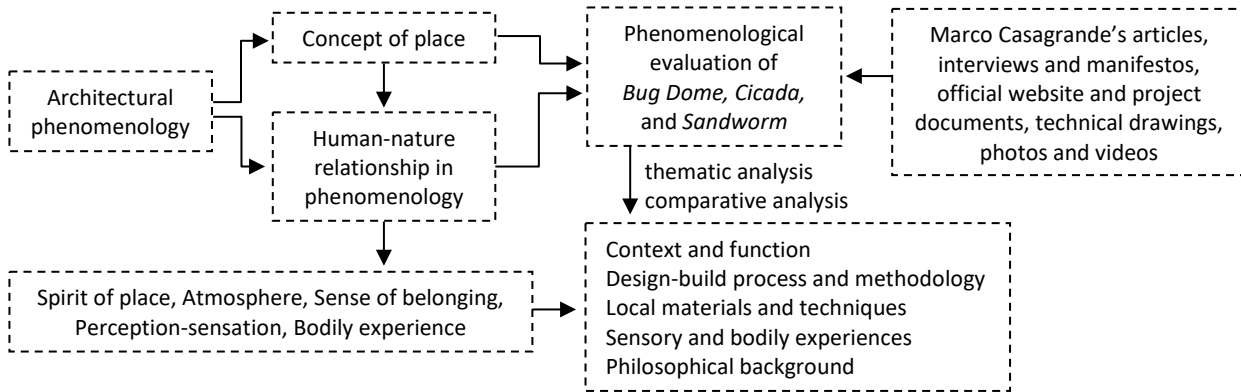 Architectural
phenomenology
Concept of place
Human-nature
relationship in
phenomenology
Phenomenological
evaluation of
Bug Dome, Cicada,
and Sandworm
Marco Casagrande’s articles,
interviews and manifestos,
official website and project
documents, technical drawings,
photos and videos
thematic analysis
comparative analysis
Spirit of place, Atmosphere, Sense of belonging,
Perception-sensation, Bodily experience
Context and function
Design-build process and methodology
Local materials and techniques
Sensory and bodily experiences
Philosophical background